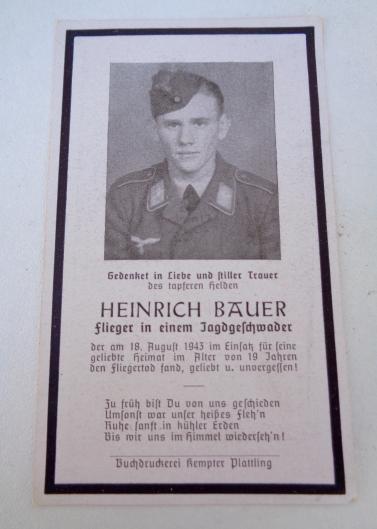 Gedenket in Liebe und stiller Trauer
des tapferen Helden
HEINRICH BAUER
Flieger in einem Jagdgeschwader
der am 18. August 1943 im Einsatz für seine
geliebte Heimat im Alter von 19 Jahren
den Fliegertod fand, geliebt u. unvergessen!
Zu früh bist Du von uns geschieden
Umsonst war unser heißes Fleh'n
Ruhe sanft in kühler Erden
Bis wir uns im Himmel wiederseh'n!
Buchdruckerei Kempter Plattling